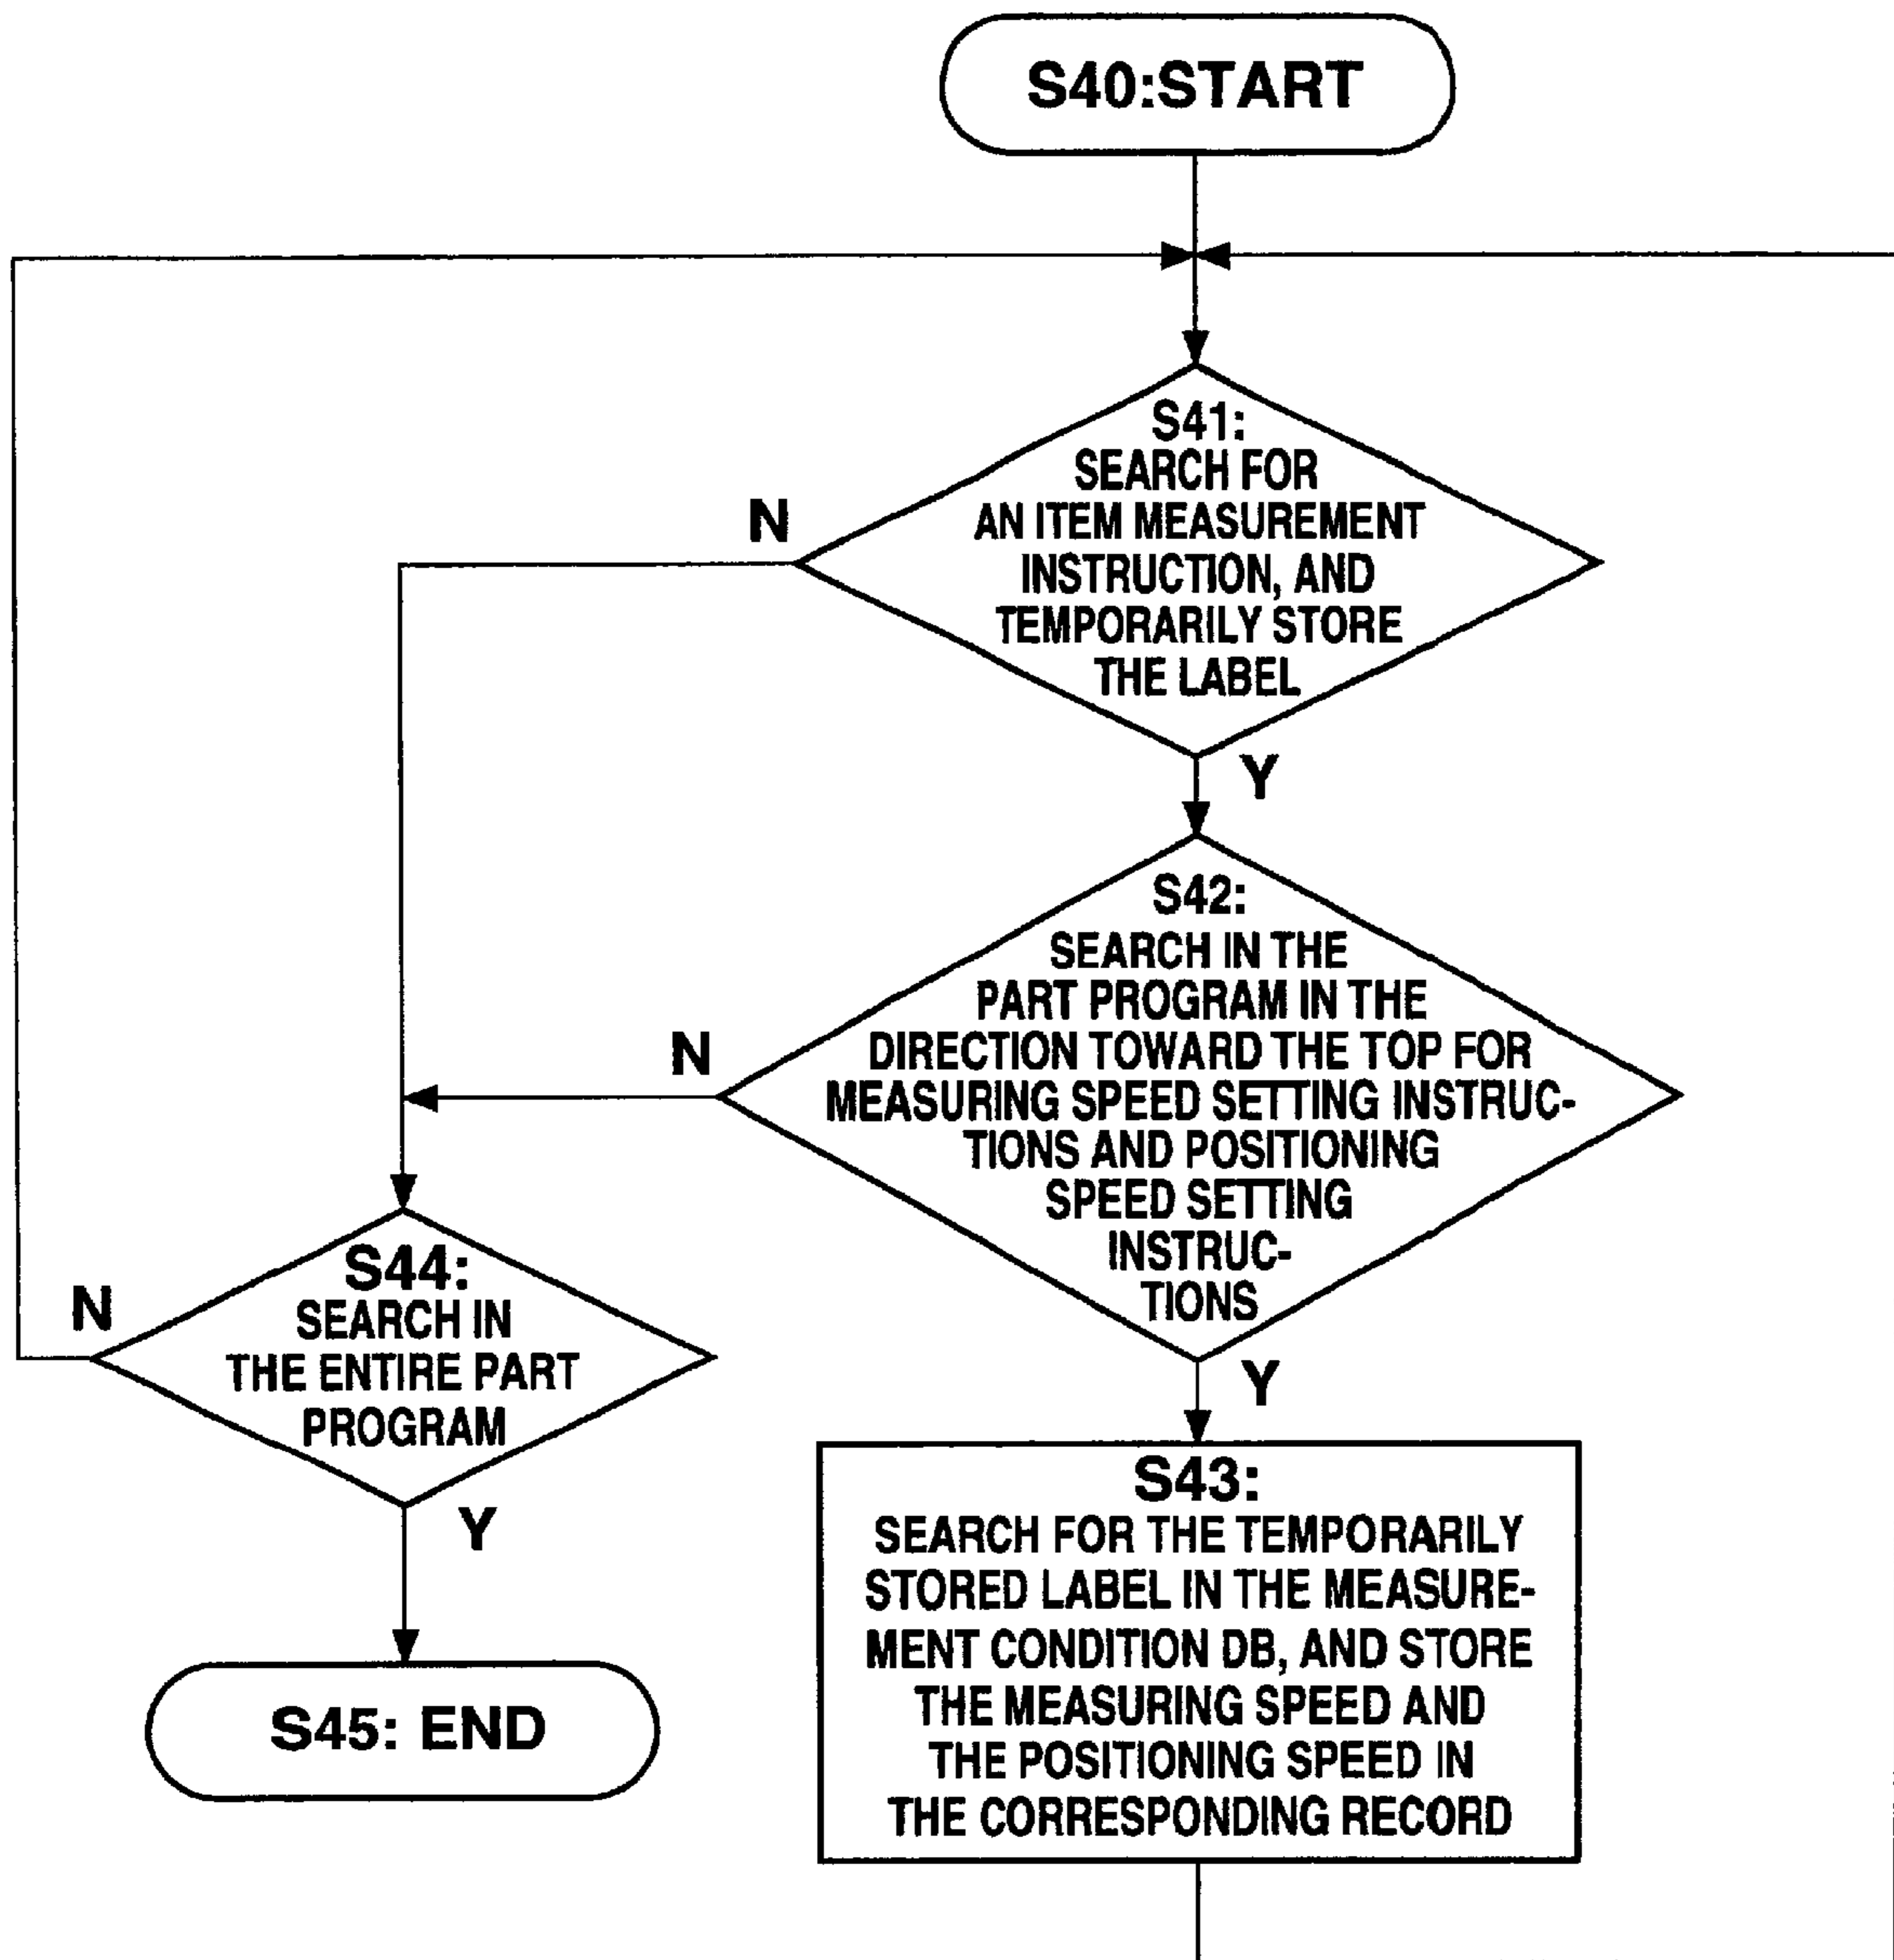 S40:START
S41:
SEARCH FOR
AN ITEM MEASUREMENT
INSTRUCTION, AND
TEMPORARILY STORE
THE LABEL
N
Y
S42:
SEARCH IN THE
PART PROGRAM IN THE
DIRECTION TOWARD THE TOP FOR
MEASURING SPEED SETTING INSTRUC-
TIONS AND POSITIONING
SPEED SETTING
INSTRUC-
TIONS
N
Y
S44:
SEARCH IN
THE ENTIRE PART
PROGRAM
N
Y
S43:
SEARCH FOR THE TEMPORARILY
STORED LABEL IN THE MEASURE-
MENT CONDITION DB, AND STORE
THE MEASURING SPEED AND
THE POSITIONING SPEED IN
THE CORRESPONDING RECORD
S45: END